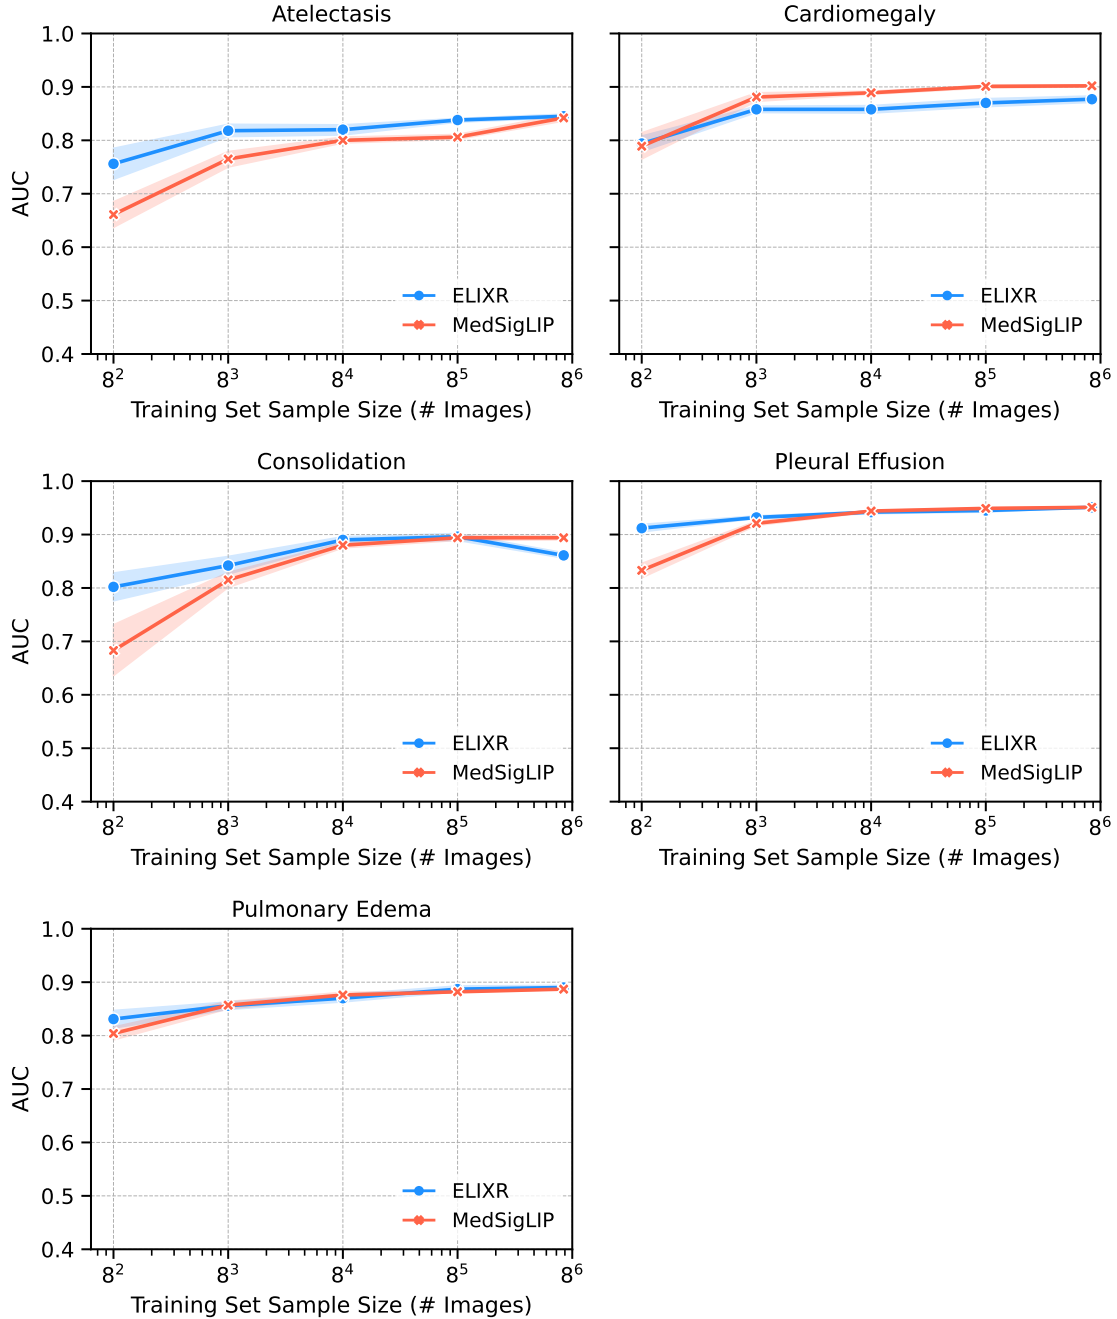 Atelectasis
AUC
1.0
0.9
0.8
0.7
0.6
0.5
0.4
ELIXR
MedSigLIP
8² 8³ 8⁴ 8⁵ 8⁶
Training Set Sample Size (# Images)
Cardiomegaly
ELIXR
MedSigLIP
8² 8³ 8⁴ 8⁵ 8⁶
Training Set Sample Size (# Images)
Consolidation
AUC
1.0
0.9
0.8
0.7
0.6
0.5
0.4
ELIXR
MedSigLIP
8² 8³ 8⁴ 8⁵ 8⁶
Training Set Sample Size (# Images)
Pleural Effusion
ELIXR
MedSigLIP
8² 8³ 8⁴ 8⁵ 8⁶
Training Set Sample Size (# Images)
Pulmonary Edema
AUC
1.0
0.9
0.8
0.7
0.6
0.5
0.4
ELIXR
MedSigLIP
8² 8³ 8⁴ 8⁵ 8⁶
Training Set Sample Size (# Images)